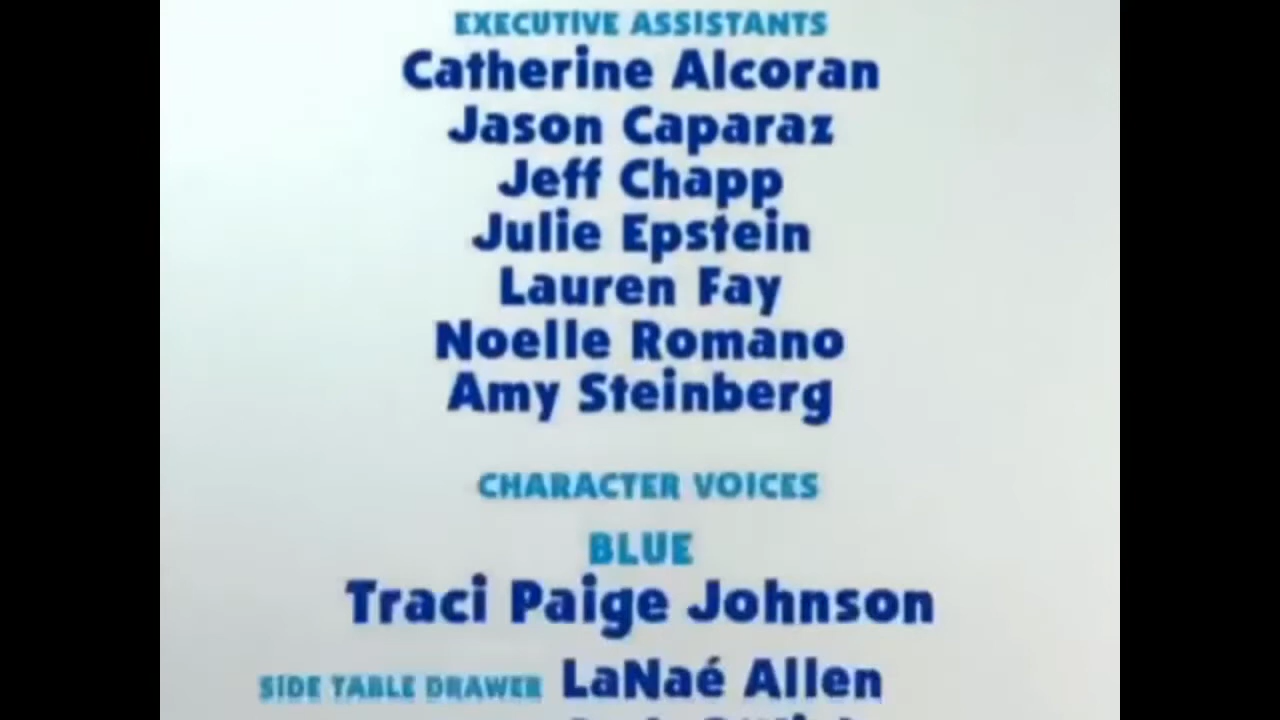 EXECUTIVE ASSISTANTS
Catherine Alcoran
Jason Caparaz
Jeff Chapp
Julie Epstein
Lauren Fay
Noelle Romano
Amy Steinberg
CHARACTER VOICES
BLUE
Traci Paige Johnson
SIDE TABLE DRAWER LaNaé Allen